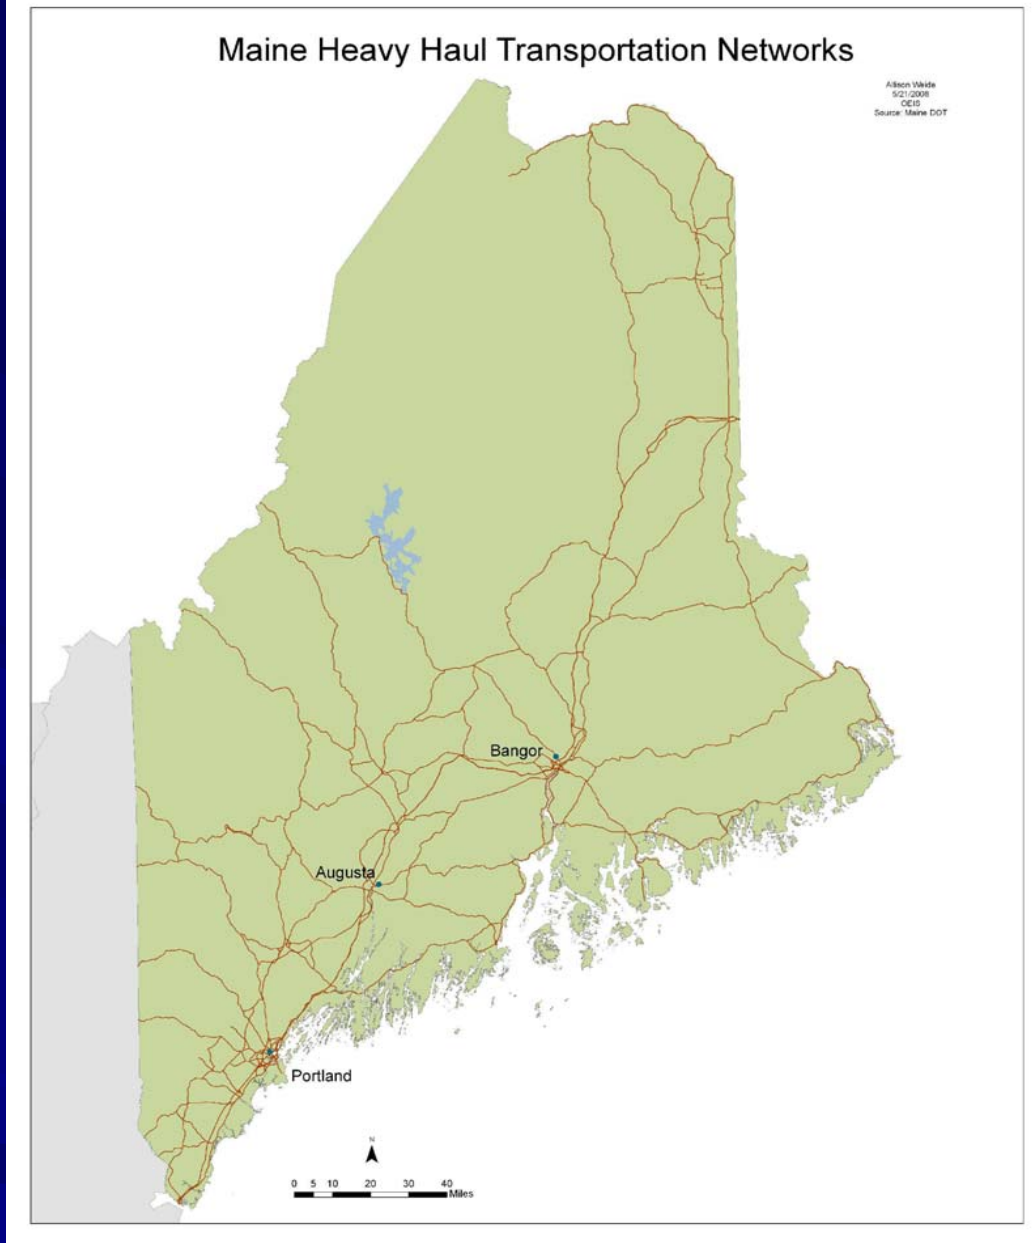 Maine Heavy Haul Transportation Networks
Allison Weide
5/21/2008
OEIS
Source: Maine DOT
Bangor
Augusta
Portland
N
0 5 10 20 30 40
Miles